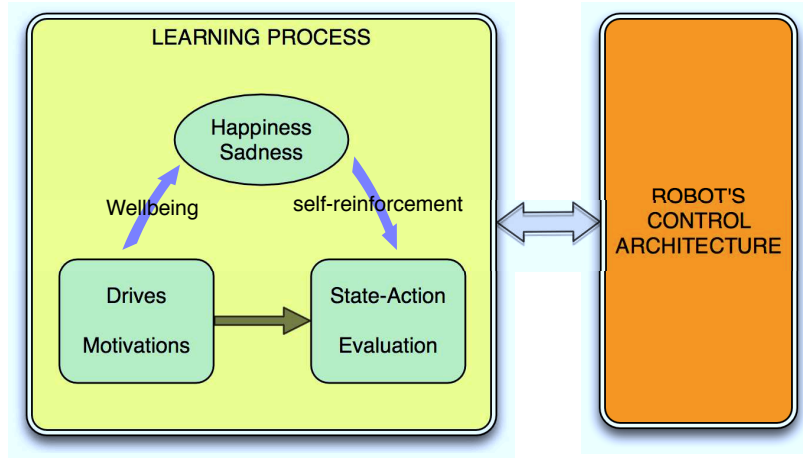 LEARNING PROCESS
Happiness
Sadness
Wellbeing
self-reinforcement
Drives
Motivations
State-Action
Evaluation
ROBOT'S
CONTROL
ARCHITECTURE